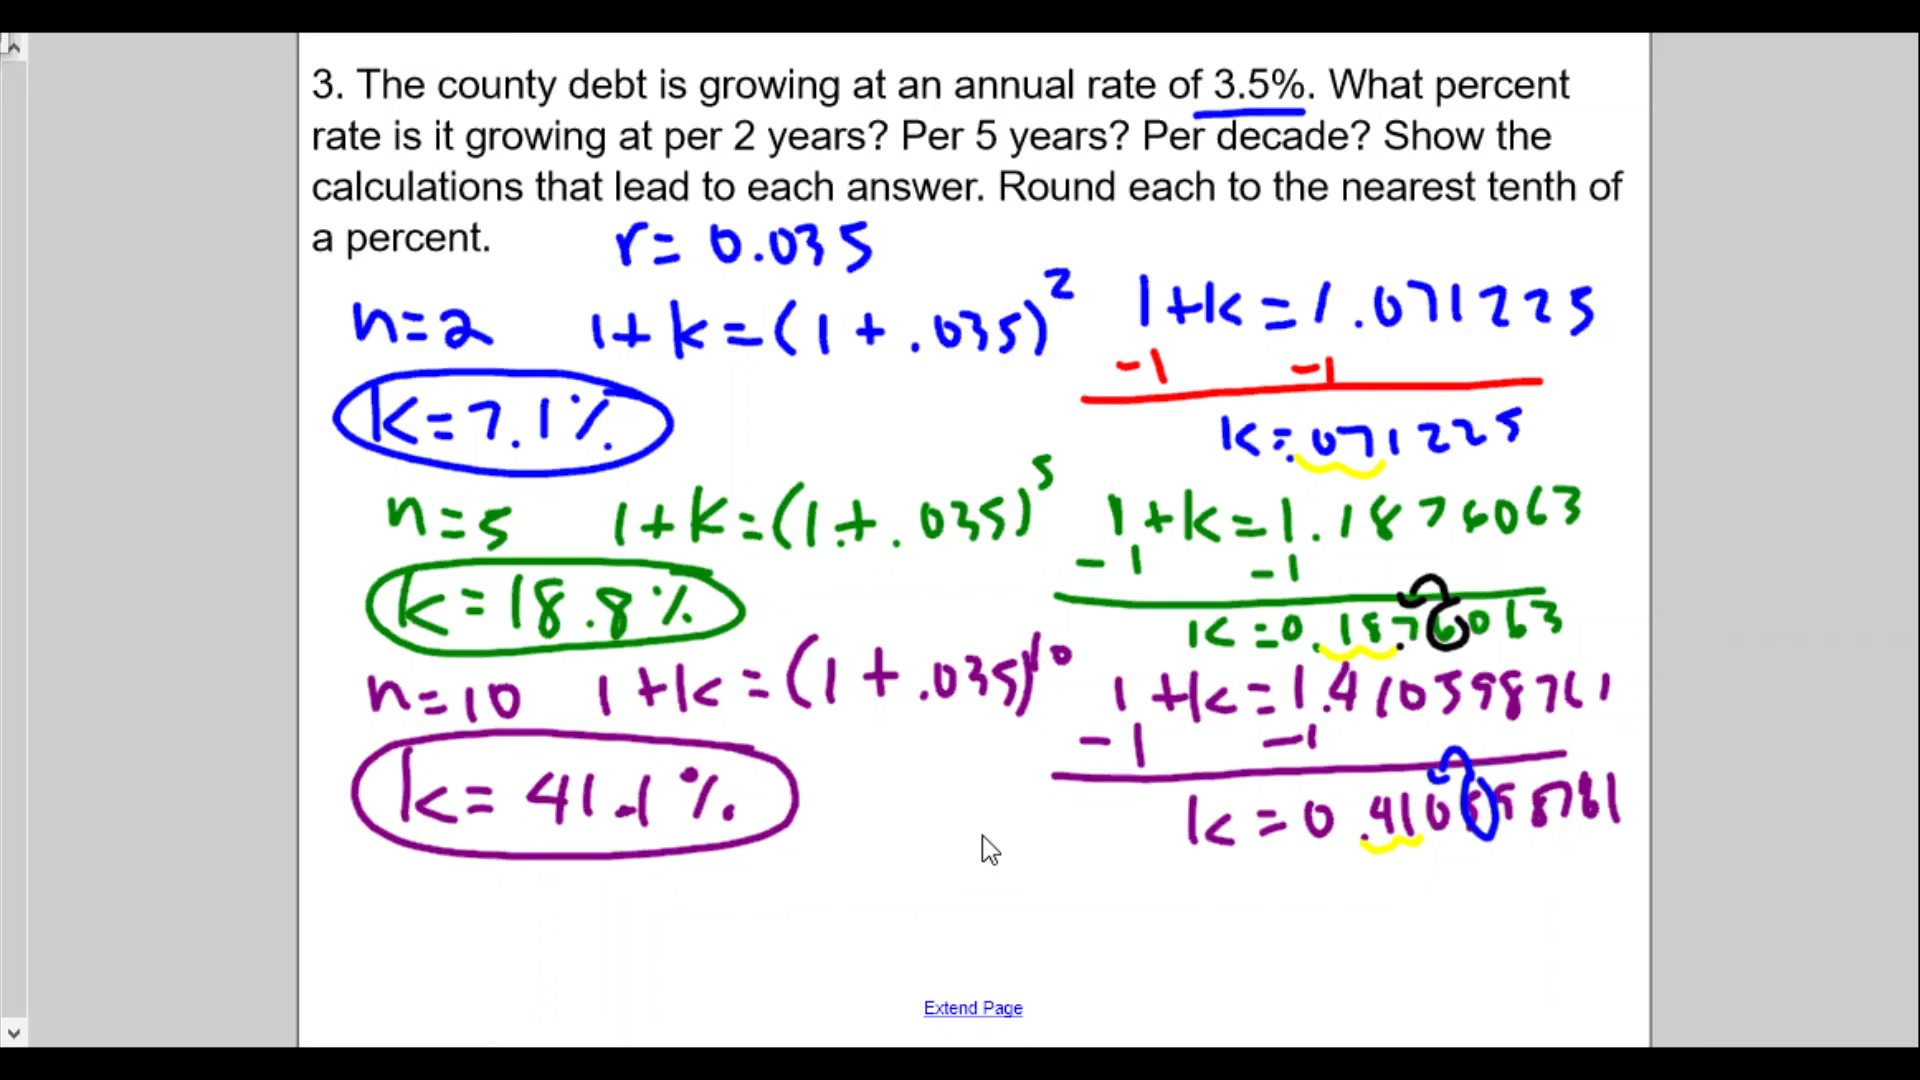 3. The county debt is growing at an annual rate of 3.5%. What percent
rate is it growing at per 2 years? Per 5 years? Per decade? Show the
calculations that lead to each answer. Round each to the nearest tenth of
a percent. r = 0.035
n=2 1+k=(1+.035)^2 1+k=1.071225
-1 -1
k=7.1% k=.071225
n=5 1+k=(1+.035)^5 1+k=1.1876063
-1 -1
k=18.8% k=0.1876063
n=10 1+k=(1+.035)^10 1+k=1.410598761
-1 -1
k=41.1% k=0.410598761
Extend Page